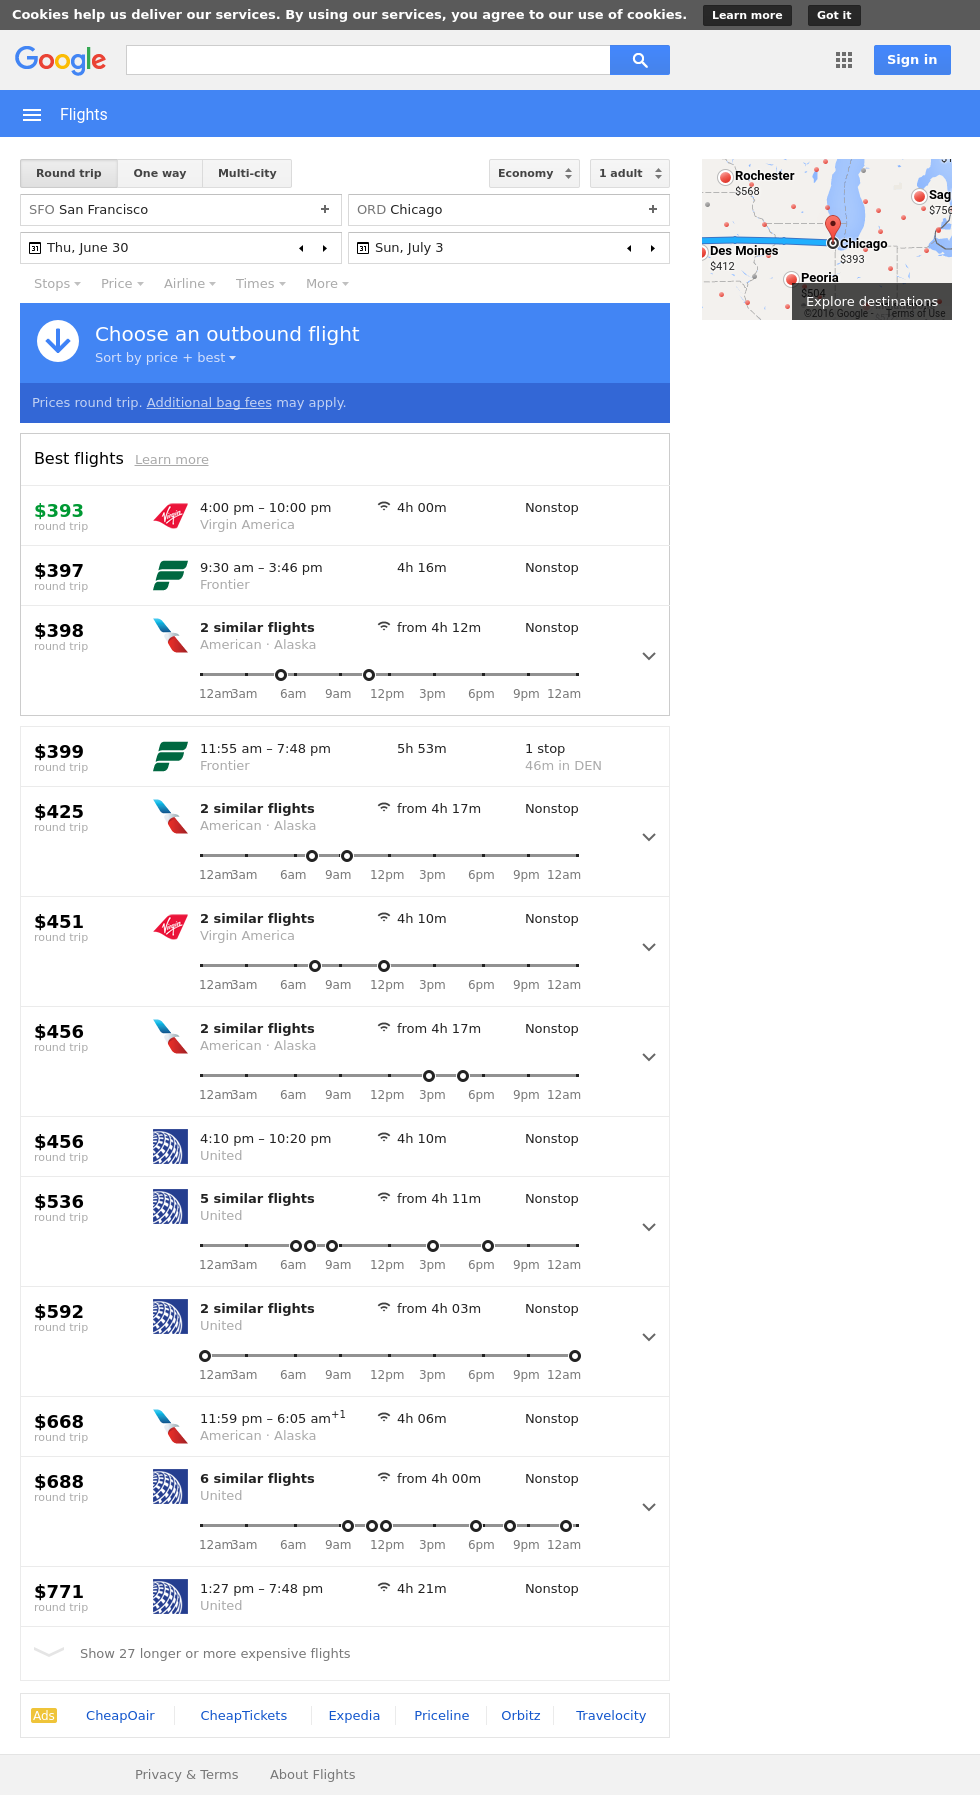 Cookies help us deliver our services. By using our services, you agree to our use of cookies. Learn more Got it
Google Sign in
Flights
Round trip One way Multi-city Economy 1 adult
SFO San Francisco + ORD Chicago +
Thu, June 30 Sun, July 3
Stops Price Airline Times More
Rochester
$568
Sag
$756
Chicago
$393
Des Moines
$412
Peoria
$504
Explore destinations
©2016 Google - Terms of Use
Choose an outbound flight
Sort by price + best
Prices round trip. Additional bag fees may apply.
Best flights Learn more
$393 4:00 pm – 10:00 pm 4h 00m Nonstop
round trip Virgin America
$397 9:30 am – 3:46 pm 4h 16m Nonstop
round trip Frontier
$398 2 similar flights from 4h 12m Nonstop
round trip American · Alaska
12am 3am 6am 9am 12pm 3pm 6pm 9pm 12am
$399 11:55 am – 7:48 pm 5h 53m 1 stop
round trip Frontier 46m in DEN
$425 2 similar flights from 4h 17m Nonstop
round trip American · Alaska
12am 3am 6am 9am 12pm 3pm 6pm 9pm 12am
$451 2 similar flights 4h 10m Nonstop
round trip Virgin America
12am 3am 6am 9am 12pm 3pm 6pm 9pm 12am
$456 2 similar flights from 4h 17m Nonstop
round trip American · Alaska
12am 3am 6am 9am 12pm 3pm 6pm 9pm 12am
$456 4:10 pm – 10:20 pm 4h 10m Nonstop
round trip United
$536 5 similar flights from 4h 11m Nonstop
round trip United
12am 3am 6am 9am 12pm 3pm 6pm 9pm 12am
$592 2 similar flights from 4h 03m Nonstop
round trip United
12am 3am 6am 9am 12pm 3pm 6pm 9pm 12am
$668 11:59 pm – 6:05 am+1 4h 06m Nonstop
round trip American · Alaska
$688 6 similar flights from 4h 00m Nonstop
round trip United
12am 3am 6am 9am 12pm 3pm 6pm 9pm 12am
$771 1:27 pm – 7:48 pm 4h 21m Nonstop
round trip United
Show 27 longer or more expensive flights
Ads CheapOair CheapTickets Expedia Priceline Orbitz Travelocity
Privacy & Terms About Flights